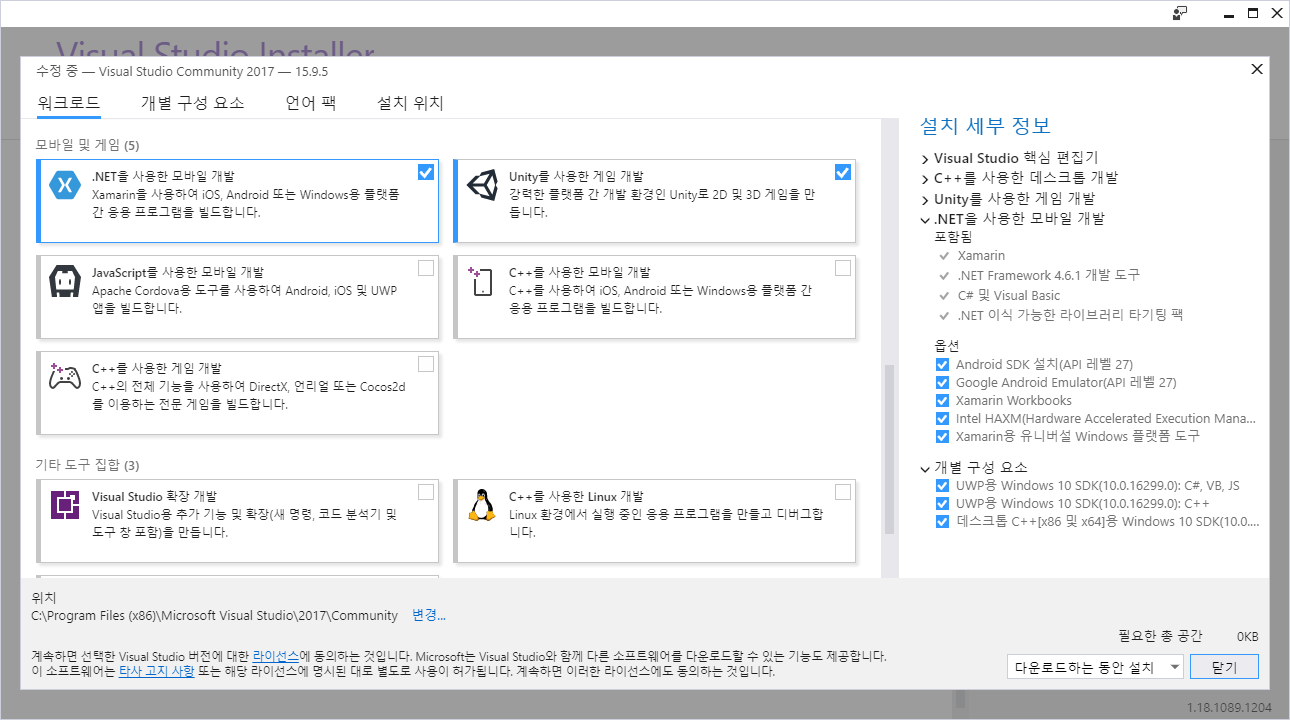 Visual Studio Installer
수정 중 — Visual Studio Community 2017 — 15.9.5
워크로드 개별 구성 요소 언어 팩 설치 위치
모바일 및 게임 (5)
.NET을 사용한 모바일 개발
Xamarin을 사용하여 iOS, Android 또는 Windows용 플랫폼
간 응용 프로그램을 빌드합니다.
Unity를 사용한 게임 개발
강력한 플랫폼 간 개발 환경인 Unity로 2D 및 3D 게임을 만
듭니다.
JavaScript를 사용한 모바일 개발
Apache Cordova용 도구를 사용하여 Android, iOS 및 UWP
앱을 빌드합니다.
C++를 사용한 모바일 개발
C++를 사용하여 iOS, Android 또는 Windows용 플랫폼 간
응용 프로그램을 빌드합니다.
C++를 사용한 게임 개발
C++의 전체 기능을 사용하여 DirectX, 언리얼 또는 Cocos2d
를 이용하는 전문 게임을 빌드합니다.
기타 도구 집합 (3)
Visual Studio 확장 개발
Visual Studio용 추가 기능 및 확장(새 명령, 코드 분석기 및
도구 창 포함)을 만듭니다.
C++를 사용한 Linux 개발
Linux 환경에서 실행 중인 응용 프로그램을 만들고 디버그합
니다.
설치 세부 정보
Visual Studio 핵심 편집기
C++를 사용한 데스크톱 개발
Unity를 사용한 게임 개발
.NET을 사용한 모바일 개발
포함됨
Xamarin
.NET Framework 4.6.1 개발 도구
C# 및 Visual Basic
.NET 이식 가능한 라이브러리 타기팅 팩
옵션
Android SDK 설치(API 레벨 27)
Google Android Emulator(API 레벨 27)
Xamarin Workbooks
Intel HAXM(Hardware Accelerated Execution Mana...
Xamarin용 유니버설 Windows 플랫폼 도구
개별 구성 요소
UWP용 Windows 10 SDK(10.0.16299.0): C#, VB, JS
UWP용 Windows 10 SDK(10.0.16299.0): C++
데스크톱 C++[x86 및 x64]용 Windows 10 SDK(10.0....
위치
C:\Program Files (x86)\Microsoft Visual Studio\2017\Community 변경...
필요한 총 공간 0KB
계속하면 선택한 Visual Studio 버전에 대한 라이선스에 동의하는 것입니다. Microsoft는 Visual Studio와 함께 다른 소프트웨어를 다운로드할 수 있는 기능도 제공합니다.
이 소프트웨어는 타사 고지 사항 또는 해당 라이선스에 명시된 대로 별도로 사용이 허가됩니다. 계속하면 이러한 라이선스에도 동의하는 것입니다.
다운로드하는 동안 설치 닫기
1.18.1089.1204